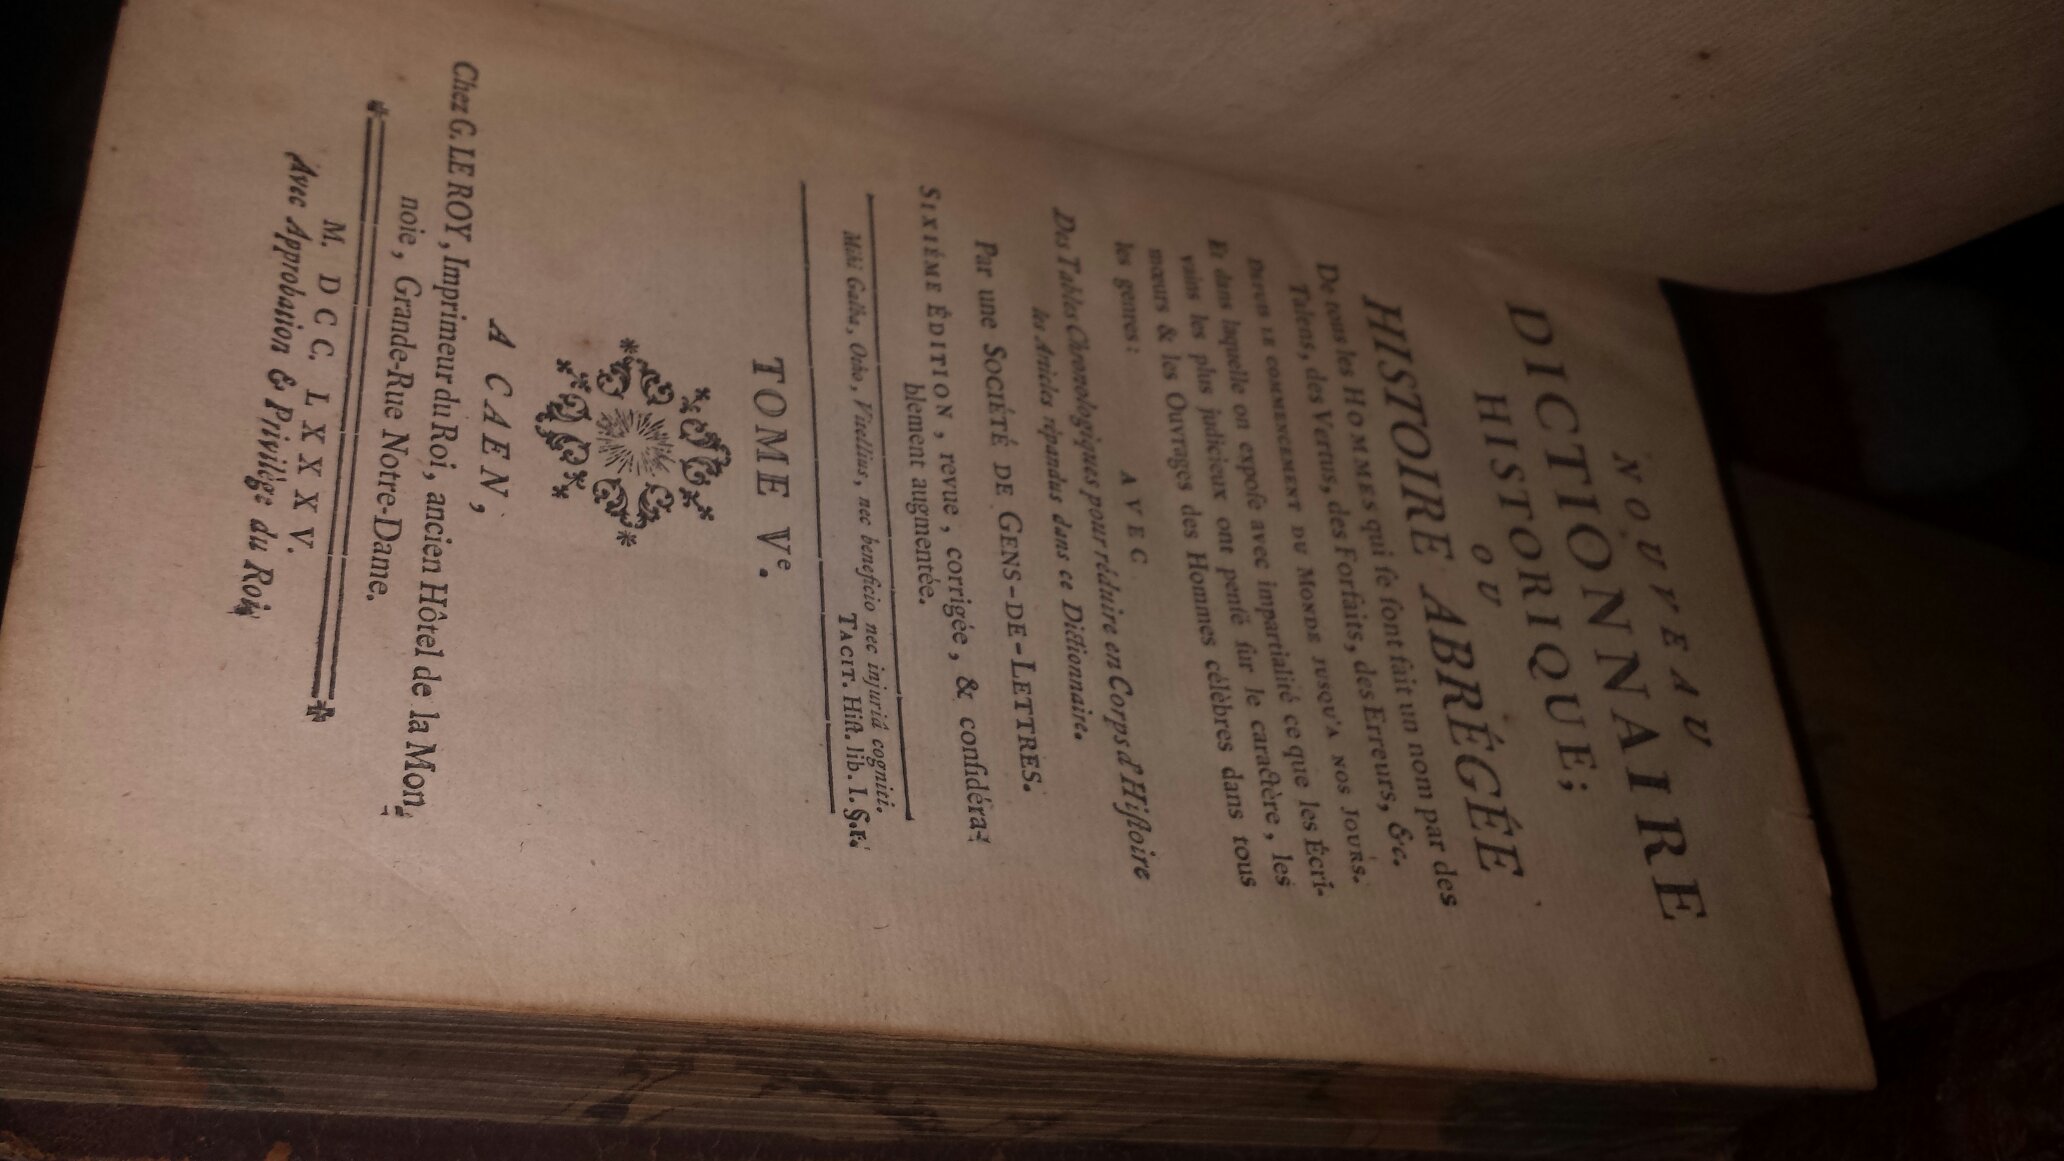 NOUVEAU
DICTIONNAIRE
HISTORIQUE;
OU
HISTOIRE ABRÉGÉE
De tous les HOMMES qui ſe ſont fait un nom par des
Talens, des Vertus, des Forfaits, des Erreurs, &c.
DEPUIS LE COMMENCEMENT DU MONDE JUSQU'A NOS JOURS.
Et dans laquelle on expoſe avec impartialité ce que les Écri-
vains les plus judicieux ont penſé ſur le caractère, les
mœurs & les Ouvrages des Hommes célèbres dans tous
les genres:
AVEC
Des Tables Chronologiques pour réduire en Corps d'Hiſtoire
les Articles répandus dans ce Dictionnaire.
Par une SOCIÉTÉ DE GENS-DE-LETTRES.
SIXIÉME ÉDITION, revue, corrigée, & conſidéra-
blement augmentée.
Mihi Galba, Otho, Vitellius, nec beneficio nec injuriâ cogniti.
TACIT. Hiſt. lib. I. §. I.
TOME Ve.
A CAEN,
Chez G. LE ROY, Imprimeur du Roi, ancien Hôtel de la Mon-
noie, Grande-Rue Notre-Dame.
M. DCC. LXXXV.
Avec Approbation & Privilège du Roi.